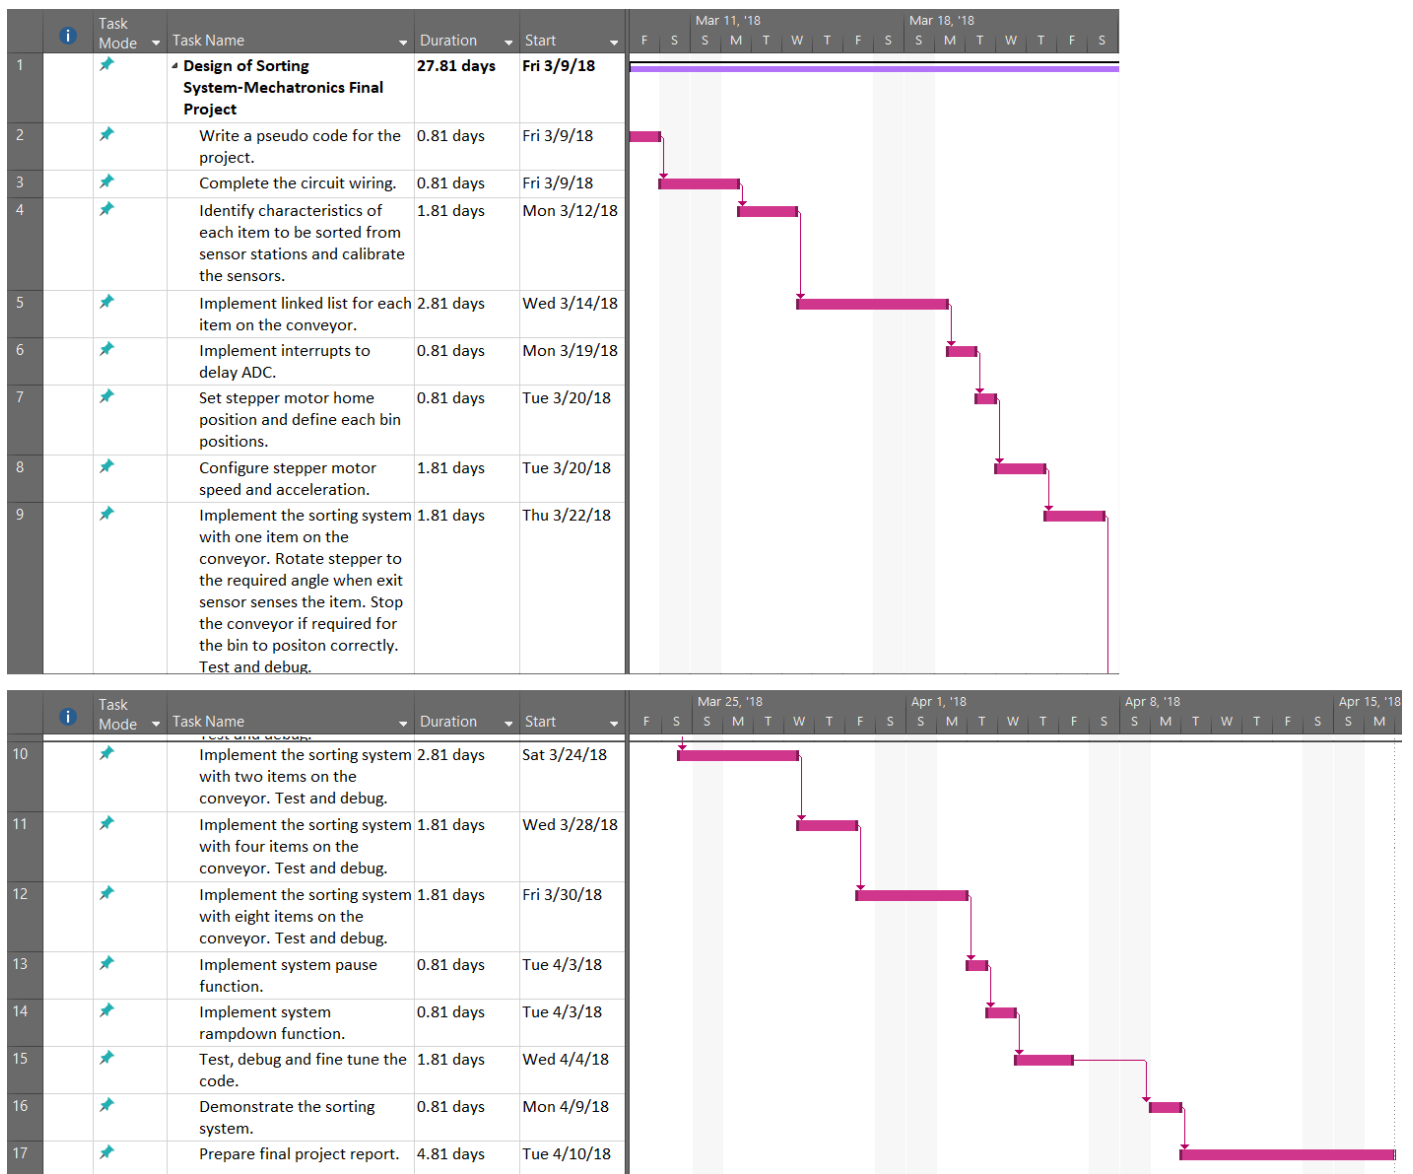 Task
Mode Task Name Duration Start
Mar 11, '18 Mar 18, '18
F S S M T W T F S S M T W T F S
1 Design of Sorting 27.81 days Fri 3/9/18
System-Mechatronics Final
Project
2 Write a pseudo code for the 0.81 days Fri 3/9/18
project.
3 Complete the circuit wiring. 0.81 days Fri 3/9/18
4 Identify characteristics of 1.81 days Mon 3/12/18
each item to be sorted from
sensor stations and calibrate
the sensors.
5 Implement linked list for each 2.81 days Wed 3/14/18
item on the conveyor.
6 Implement interrupts to 0.81 days Mon 3/19/18
delay ADC.
7 Set stepper motor home 0.81 days Tue 3/20/18
position and define each bin
positions.
8 Configure stepper motor 1.81 days Tue 3/20/18
speed and acceleration.
9 Implement the sorting system 1.81 days Thu 3/22/18
with one item on the
conveyor. Rotate stepper to
the required angle when exit
sensor senses the item. Stop
the conveyor if required for
the bin to positon correctly.
Test and debug.
Task
Mode Task Name Duration Start
Mar 25, '18 Apr 1, '18 Apr 8, '18 Apr 15, '18
F S S M T W T F S S M T W T F S S M T W T F S S M
Test and debug.
10 Implement the sorting system 2.81 days Sat 3/24/18
with two items on the
conveyor. Test and debug.
11 Implement the sorting system 1.81 days Wed 3/28/18
with four items on the
conveyor. Test and debug.
12 Implement the sorting system 1.81 days Fri 3/30/18
with eight items on the
conveyor. Test and debug.
13 Implement system pause 0.81 days Tue 4/3/18
function.
14 Implement system 0.81 days Tue 4/3/18
rampdown function.
15 Test, debug and fine tune the 1.81 days Wed 4/4/18
code.
16 Demonstrate the sorting 0.81 days Mon 4/9/18
system.
17 Prepare final project report. 4.81 days Tue 4/10/18